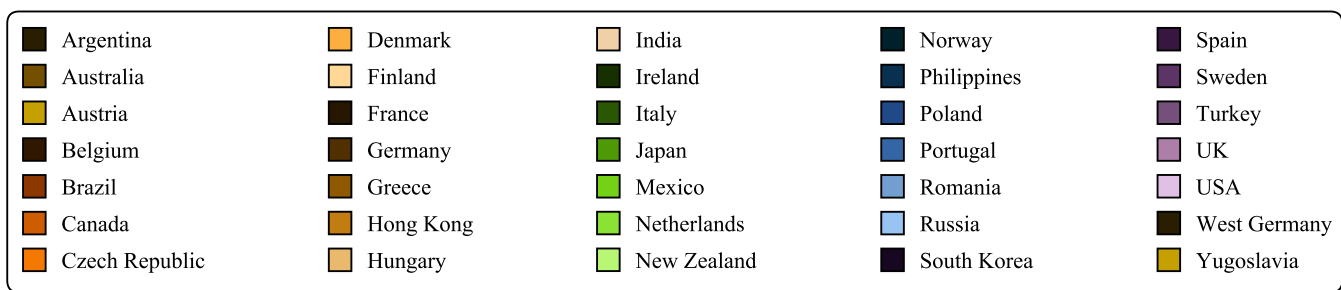 Argentina
Australia
Austria
Belgium
Brazil
Canada
Czech Republic
Denmark
Finland
France
Germany
Greece
Hong Kong
Hungary
India
Ireland
Italy
Japan
Mexico
Netherlands
New Zealand
Norway
Philippines
Poland
Portugal
Romania
Russia
South Korea
Spain
Sweden
Turkey
UK
USA
West Germany
Yugoslavia